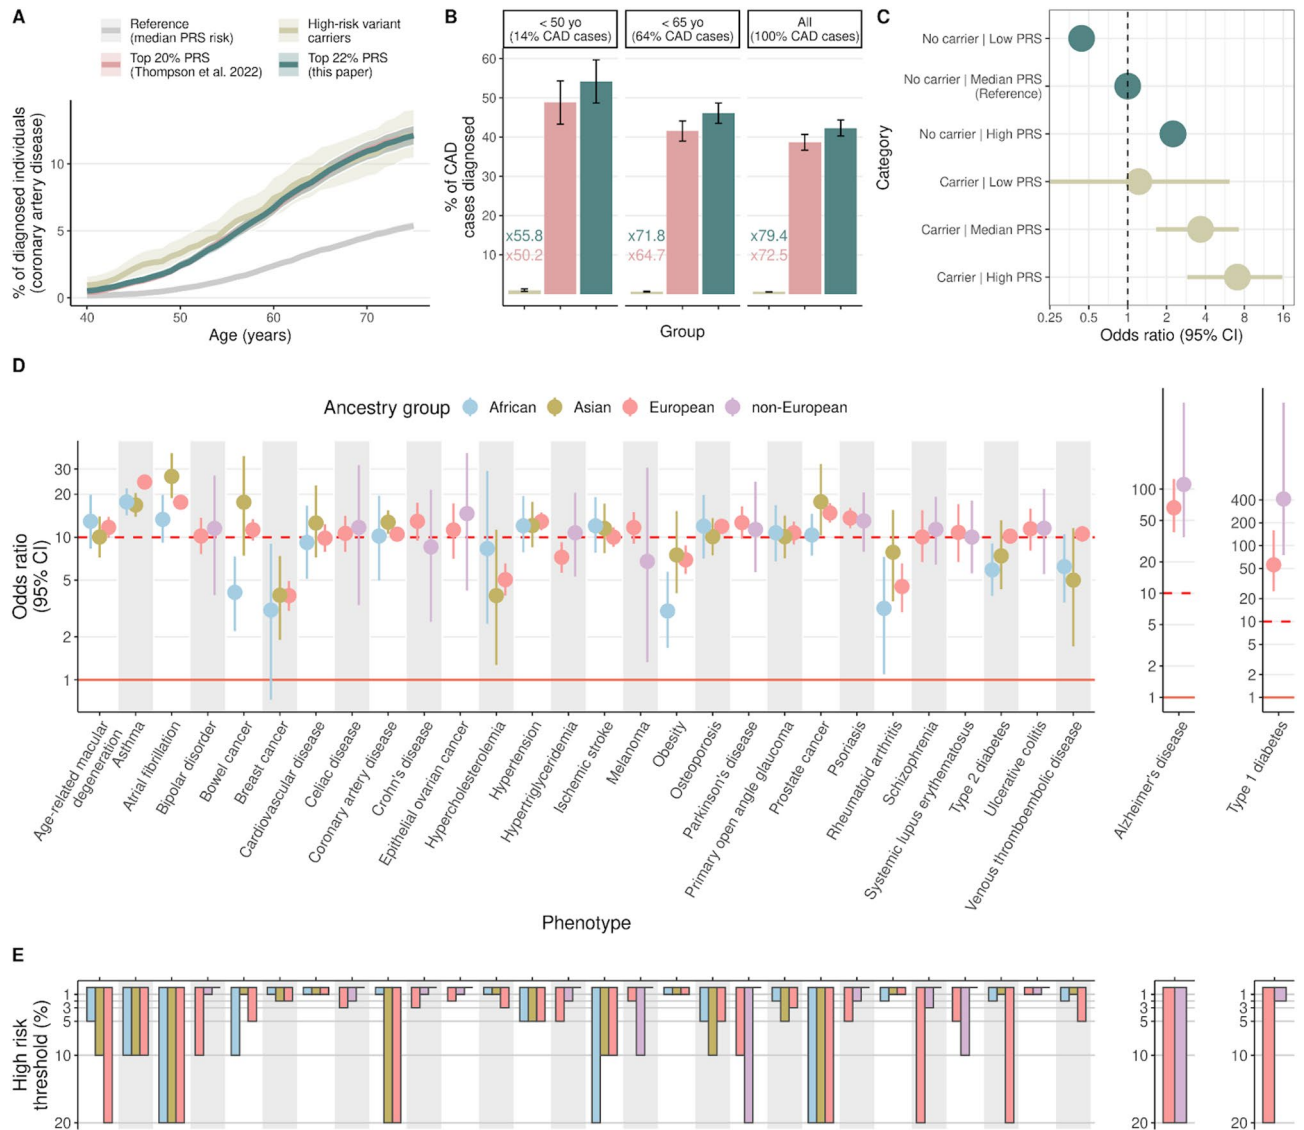 A
Reference
(median PRS risk)
High-risk variant
carriers
Top 20% PRS
(Thompson et al. 2022)
Top 22% PRS
(this paper)
% of diagnosed individuals
(coronary artery disease)
10
5
0
40
50
60
70
Age (years)
B
< 50 yo
(14% CAD cases)
< 65 yo
(64% CAD cases)
All
(100% CAD cases)
% of CAD
cases diagnosed
60
50
40
30
20
10
x55.8
x50.2
x71.8
x64.7
x79.4
x72.5
Group
C
Category
No carrier | Low PRS
No carrier | Median PRS
(Reference)
No carrier | High PRS
Carrier | Low PRS
Carrier | Median PRS
Carrier | High PRS
0.25
0.5
1
2
4
8
16
Odds ratio (95% CI)
D
Ancestry group
African
Asian
European
non-European
Odds ratio
(95% CI)
30
20
10
5
2
1
100
50
20
10
5
2
1
400
200
100
50
20
10
5
2
1
Age-related macular
degeneration
Asthma
Atrial fibrillation
Bipolar disorder
Bowel cancer
Breast cancer
Cardiovascular disease
Celiac disease
Coronary artery disease
Crohn's disease
Epithelial ovarian cancer
Hypercholesterolemia
Hypertension
Hypertriglyceridemia
Ischemic stroke
Melanoma
Obesity
Osteoporosis
Parkinson's disease
Primary open angle glaucoma
Prostate cancer
Psoriasis
Rheumatoid arthritis
Schizophrenia
Systemic lupus erythematosus
Type 2 diabetes
Ulcerative colitis
Venous thromboembolic disease
Alzheimer's disease
Type 1 diabetes
Phenotype
E
High risk
threshold (%)
1
3
5
10
20
1
3
5
10
20
1
3
5
10
20